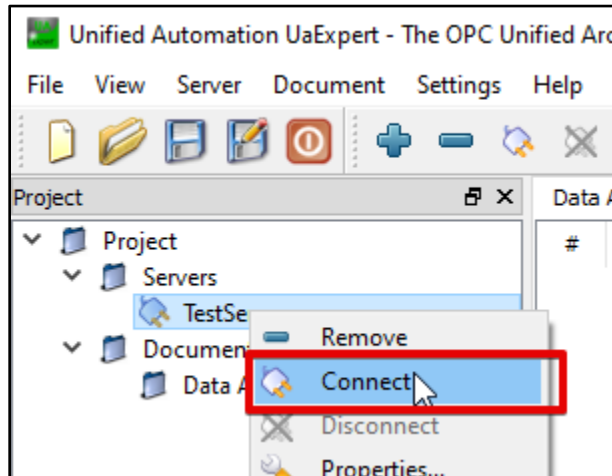 Unified Automation UaExpert - The OPC Unified Arc
File View Server Document Settings Help
Project
Data A
Project
#
Servers
TestSe
Remove
Documen
Connect
Data A
Disconnect
Properties...